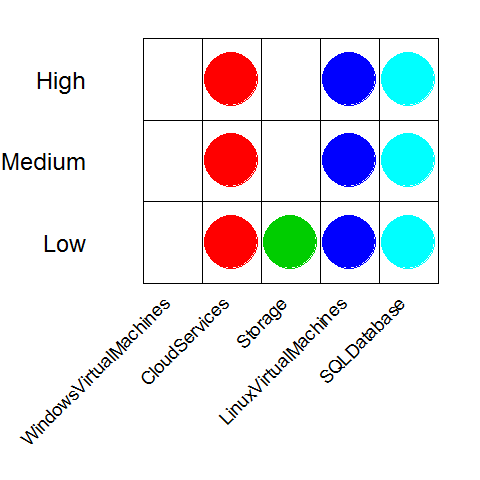 High
Medium
Low
WindowsVirtualMachines
CloudServices
Storage
LinuxVirtualMachines
SQLDatabase